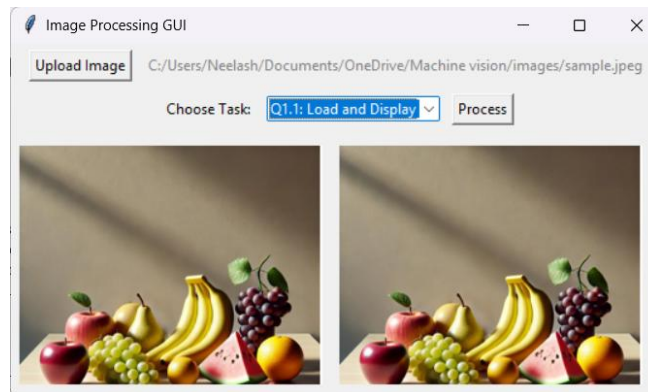 Image Processing GUI
Upload Image C:/Users/Neelash/Documents/OneDrive/Machine vision/images/sample.jpeg
Choose Task: Q1.1: Load and Display Process